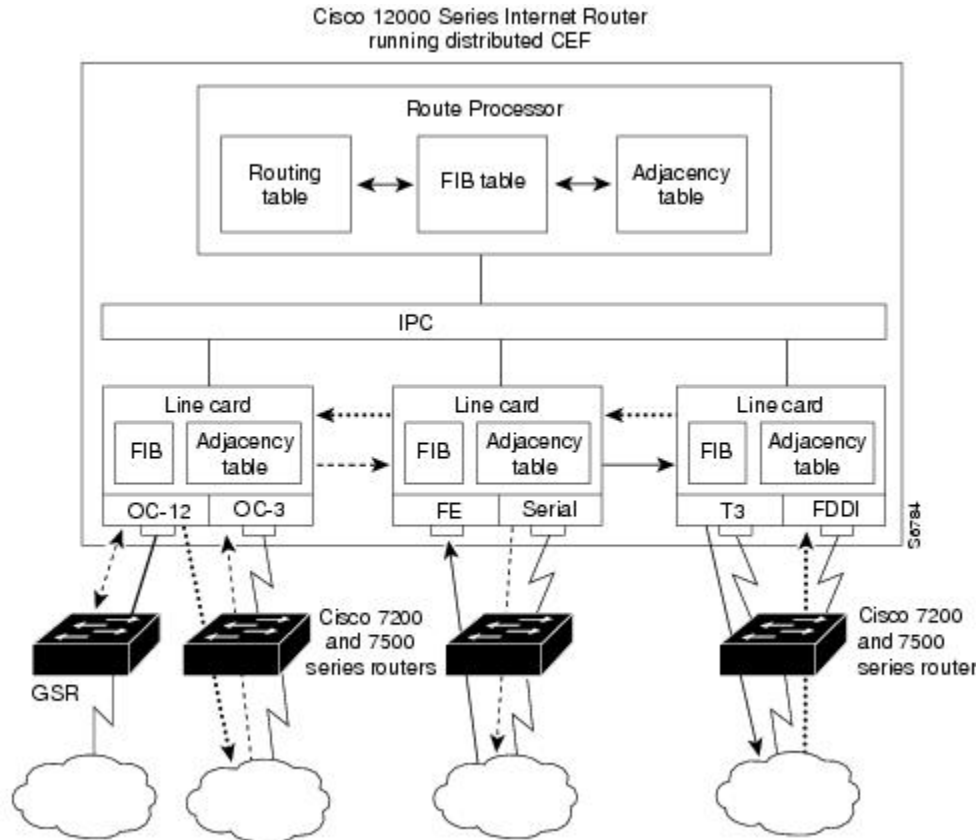 Cisco 12000 Series Internet Router
running distributed CEF
Route Processor
Routing
table
FIB table
Adjacency
table
IPC
Line card
FIB
Adjacency
table
OC-12
OC-3
Line card
FIB
Adjacency
table
FE
Serial
Line card
FIB
Adjacency
table
T3
FDDI
S6784
GSR
Cisco 7200
and 7500
series routers
Cisco 7200
and 7500
series router